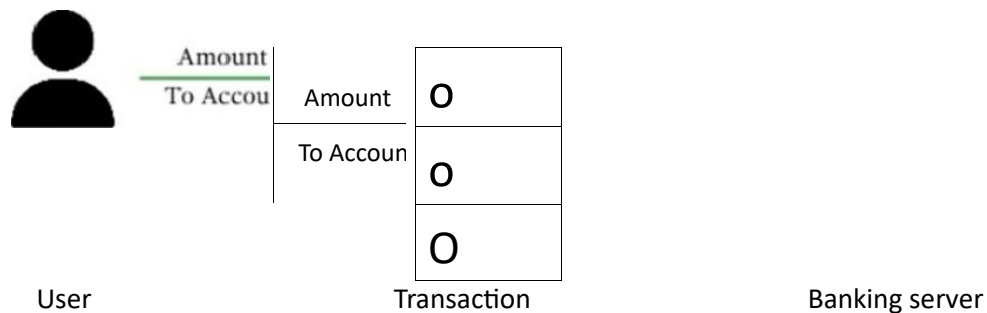 Amount
To Accou
Amount
To Accoun
o
o
O
User
Transaction
Banking server